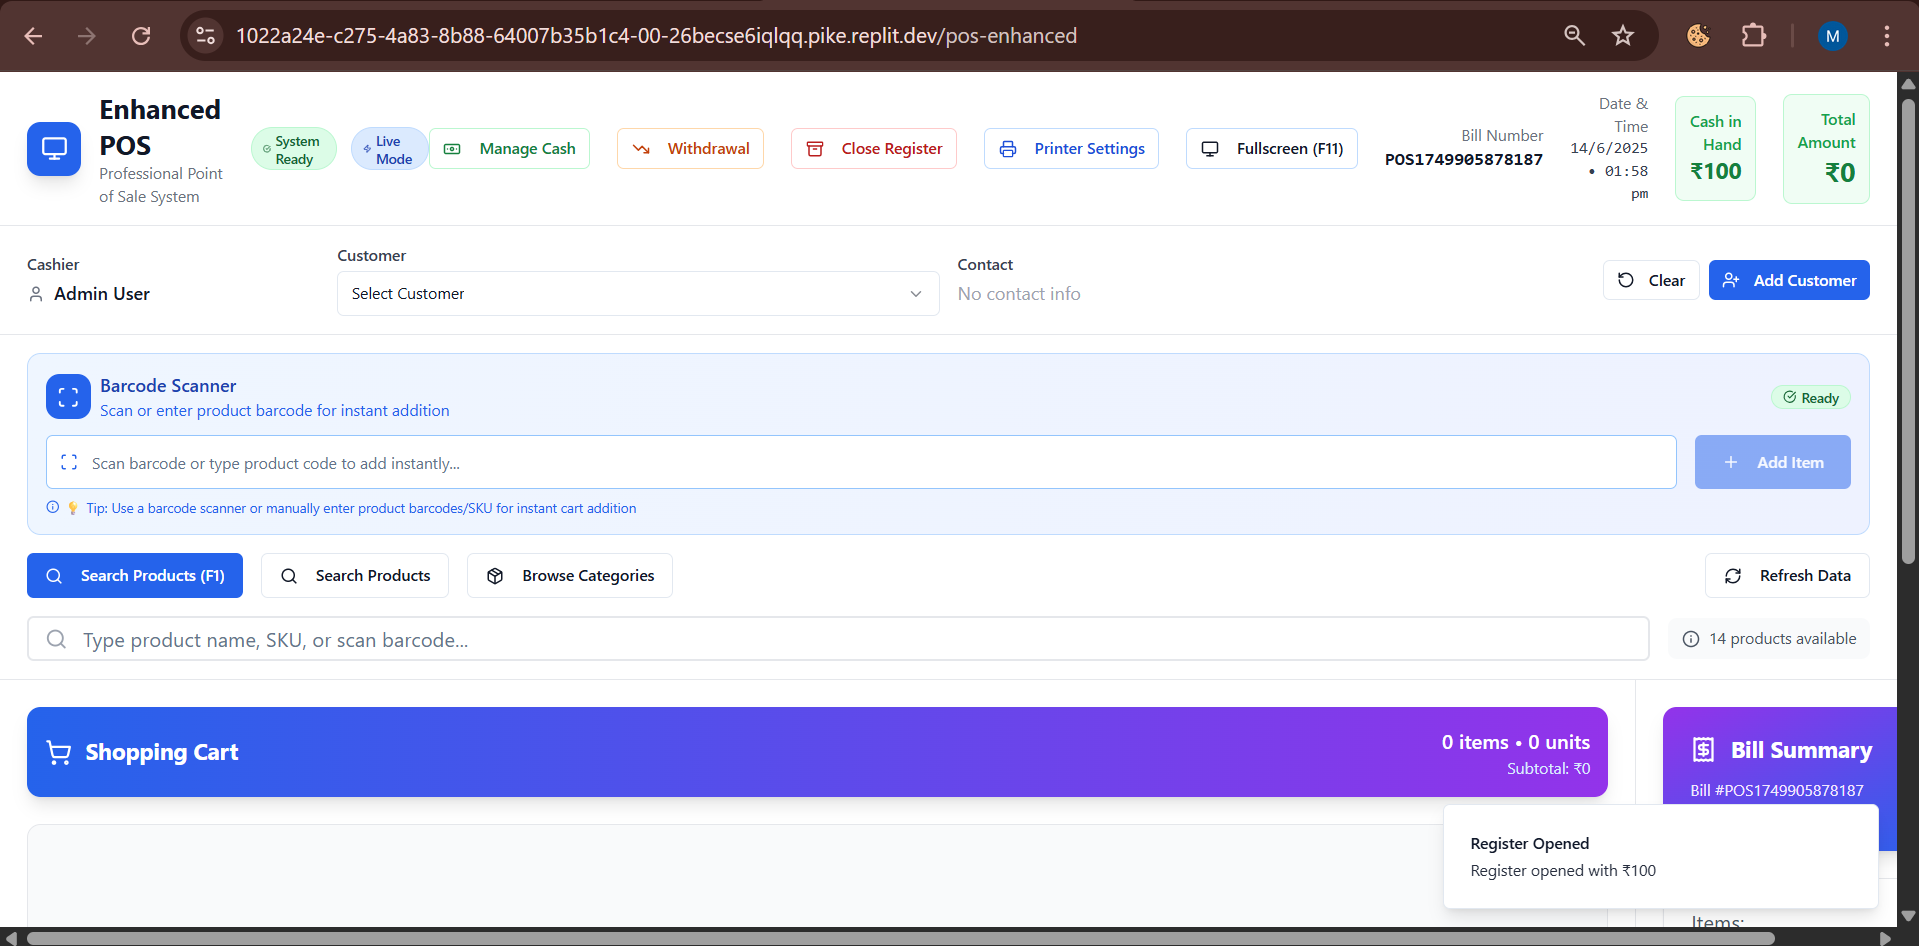 1022a24e-c275-4a83-8b88-64007b35b1c4-00-26becse6iqlqq.pike.replit.dev/pos-enhanced
M
Enhanced
POS
Professional Point
of Sale System
System
Ready
Live
Mode
Manage Cash
Withdrawal
Close Register
Printer Settings
Fullscreen (F11)
Bill Number
POS1749905878187
Date &
Time
14/6/2025
• 01:58
pm
Cash in
Hand
₹100
Total
Amount
₹0
Cashier
Admin User
Customer
Select Customer
Contact
No contact info
Clear
Add Customer
Barcode Scanner
Scan or enter product barcode for instant addition
Ready
Scan barcode or type product code to add instantly...
Add Item
💡 Tip: Use a barcode scanner or manually enter product barcodes/SKU for instant cart addition
Search Products (F1)
Search Products
Browse Categories
Refresh Data
Type product name, SKU, or scan barcode...
14 products available
Shopping Cart
0 items • 0 units
Subtotal: ₹0
Bill Summary
Bill #POS1749905878187
Register Opened
Register opened with ₹100
Items: